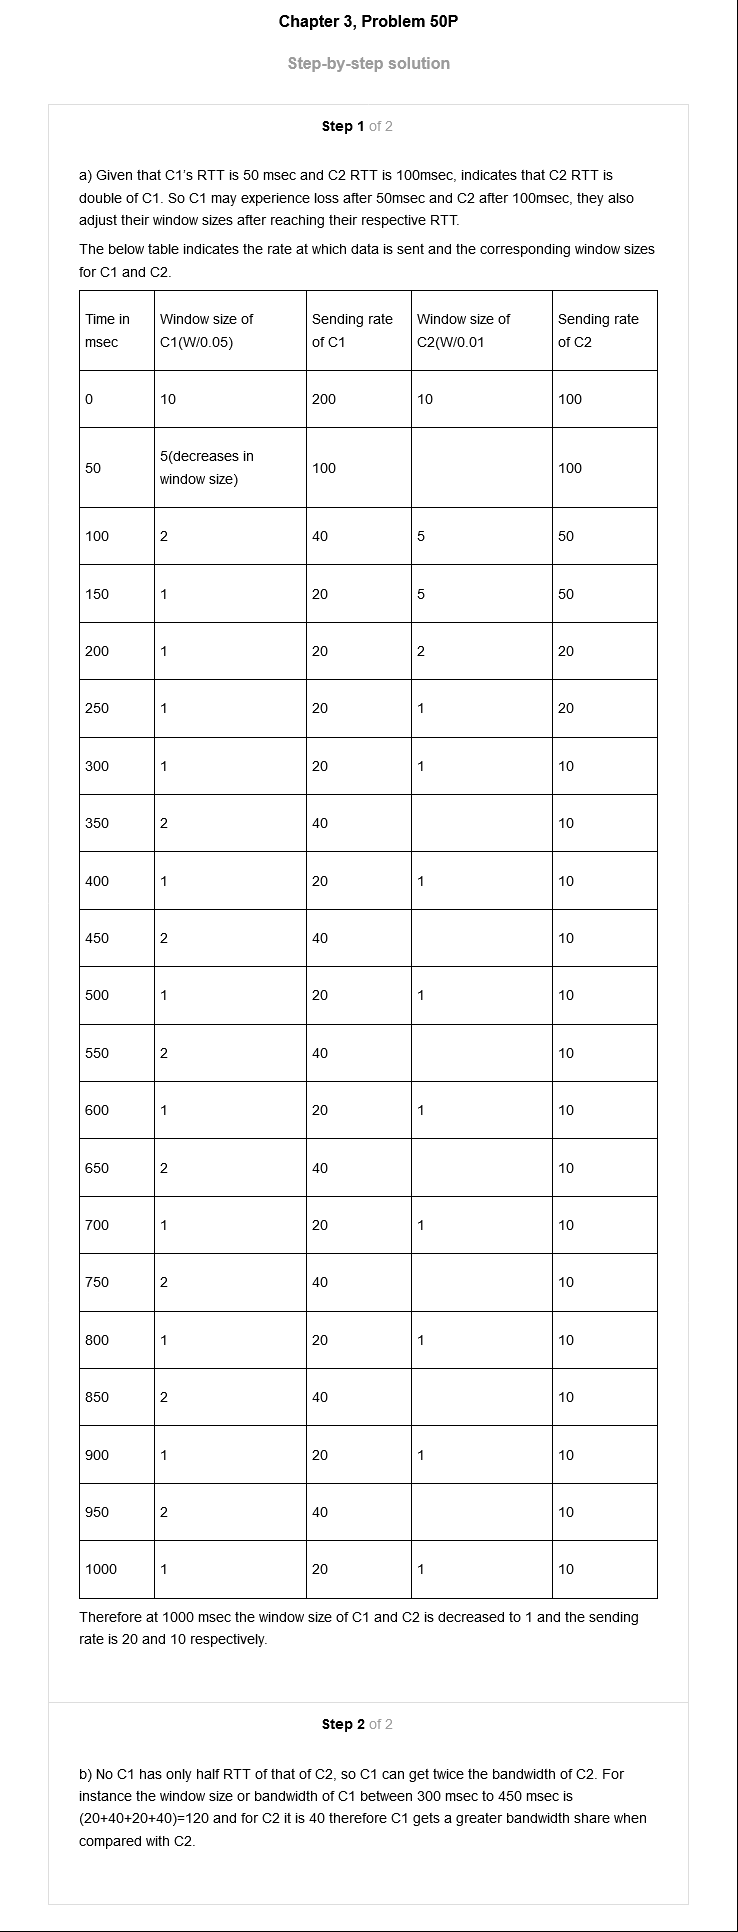 Chapter 3, Problem 50P
Step-by-step solution
Step 1 of 2
a) Given that C1's RTT is 50 msec and C2 RTT is 100msec, indicates that C2 RTT is
double of C1. So C1 may experience loss after 50msec and C2 after 100msec, they also
adjust their window sizes after reaching their respective RTT.
The below table indicates the rate at which data is sent and the corresponding window sizes
for C1 and C2.
Time in msec Window size of C1(W/0.05) Sending rate of C1 Window size of C2(W/0.01 Sending rate of C2
0 10 200 10 100
50 5(decreases in window size) 100 100
100 2 40 5 50
150 1 20 5 50
200 1 20 2 20
250 1 20 1 20
300 1 20 1 10
350 2 40 10
400 1 20 1 10
450 2 40 10
500 1 20 1 10
550 2 40 10
600 1 20 1 10
650 2 40 10
700 1 20 1 10
750 2 40 10
800 1 20 1 10
850 2 40 10
900 1 20 1 10
950 2 40 10
1000 1 20 1 10
Therefore at 1000 msec the window size of C1 and C2 is decreased to 1 and the sending
rate is 20 and 10 respectively.
Step 2 of 2
b) No C1 has only half RTT of that of C2, so C1 can get twice the bandwidth of C2. For
instance the window size or bandwidth of C1 between 300 msec to 450 msec is
(20+40+20+40)=120 and for C2 it is 40 therefore C1 gets a greater bandwidth share when
compared with C2.